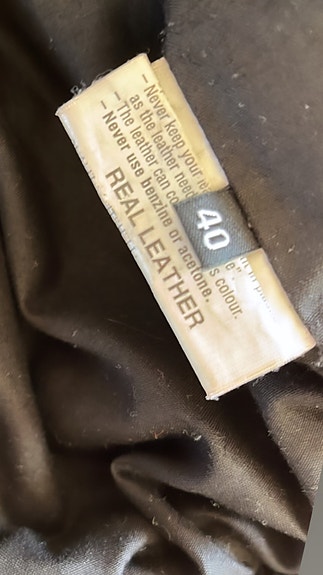 – Never keep your
as the leather
– The leather can
e".
s colour.
– Never use benzine or acetone.
REAL LEATHER
40